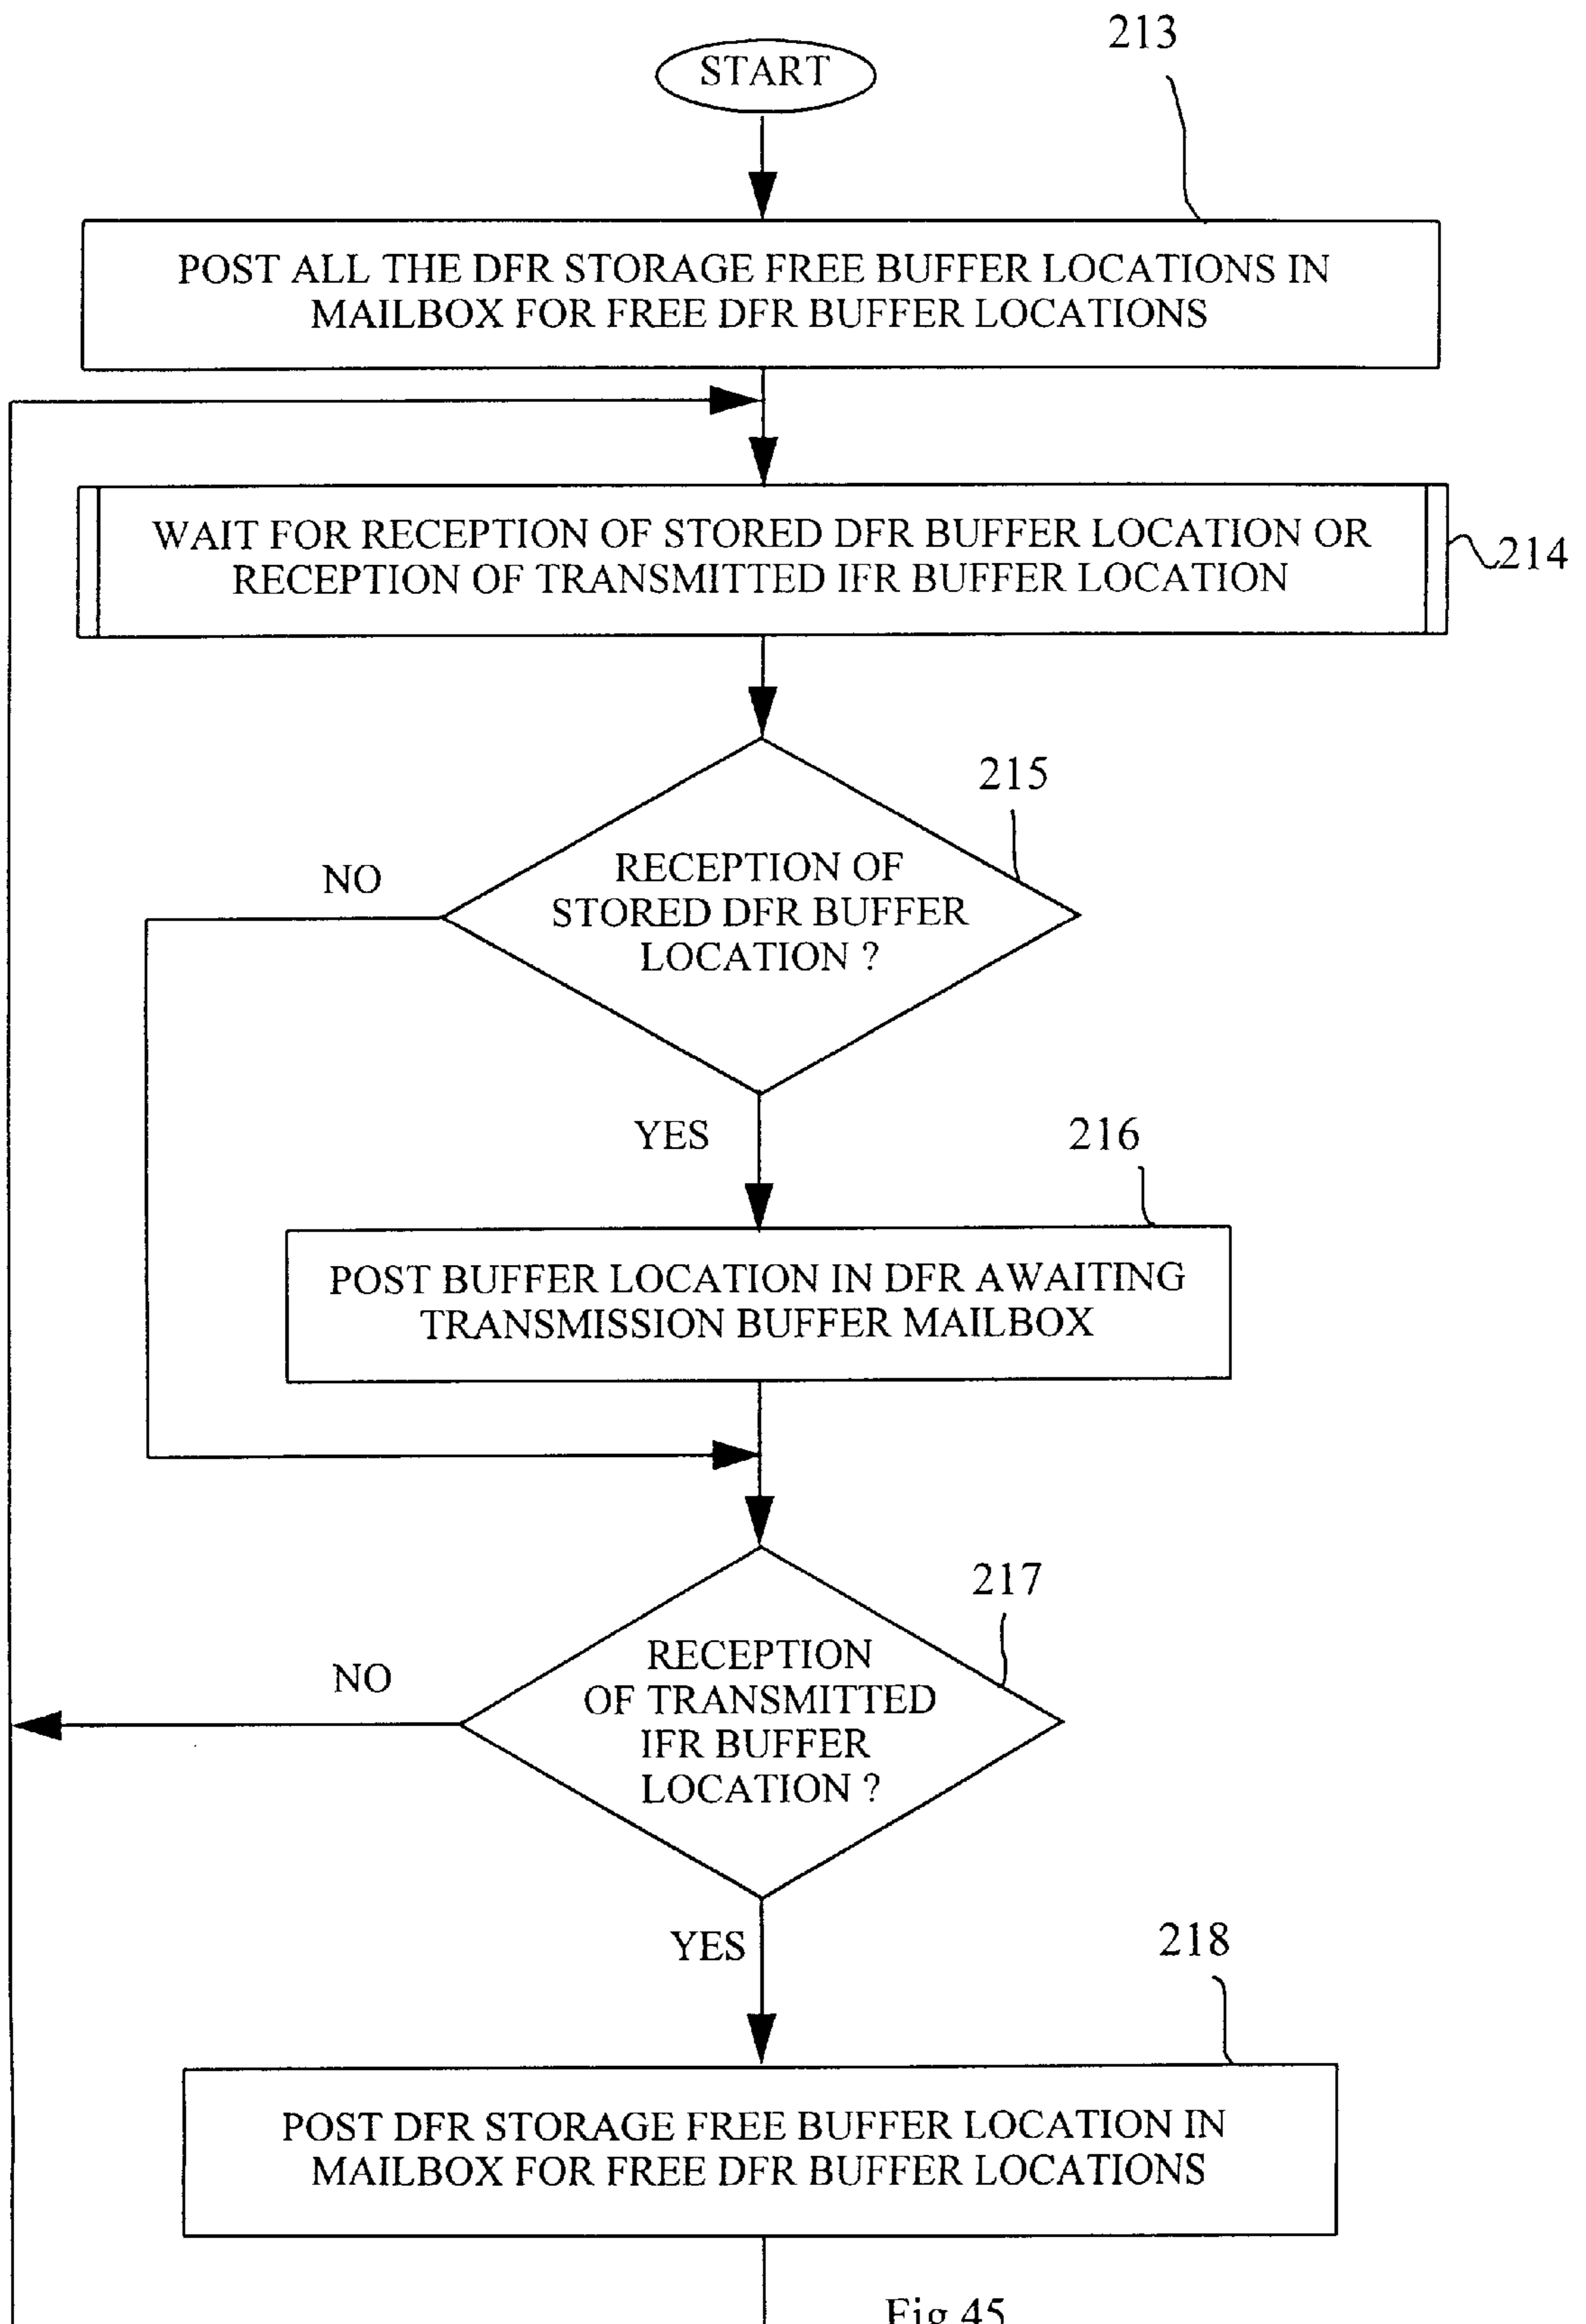 213
START
POST ALL THE DFR STORAGE FREE BUFFER LOCATIONS IN
MAILBOX FOR FREE DFR BUFFER LOCATIONS
WAIT FOR RECEPTION OF STORED DFR BUFFER LOCATION OR
RECEPTION OF TRANSMITTED IFR BUFFER LOCATION
214
215
NO
RECEPTION OF
STORED DFR BUFFER
LOCATION ?
YES
216
POST BUFFER LOCATION IN DFR AWAITING
TRANSMISSION BUFFER MAILBOX
217
NO
RECEPTION
OF TRANSMITTED
IFR BUFFER
LOCATION ?
YES
218
POST DFR STORAGE FREE BUFFER LOCATION IN
MAILBOX FOR FREE DFR BUFFER LOCATIONS
Fig 45